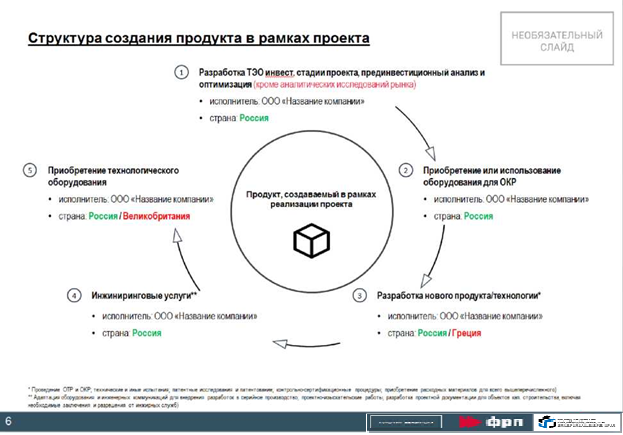 Структура создания продукта в рамках проекта
НЕОБЯЗАТЕЛЬНЫЙ
СЛАЙД
1 Разработка ТЭО инвест. стадии проекта, прединвестиционный анализ и
оптимизация (кроме аналитических исследований рынка)
• исполнитель: ООО «Название компании»
• страна: Россия
5 Приобретение технологического
оборудования
• исполнитель: ООО «Название компании»
• страна: Россия / Великобритания
2 Приобретение или использование
оборудования для ОКР
• исполнитель: ООО «Название компании»
• страна: Россия
Продукт, создаваемый в рамках
реализации проекта
4 Инжиниринговые услуги**
• исполнитель: ООО «Название компании»
• страна: Россия
3 Разработка нового продукта/технологии*
• исполнитель: ООО «Название компании»
• страна: Россия / Греция
* Проведение ОТР и ОКР; технические и иные испытания; патентные исследования и патентование; контрольно-сертификационные процедуры; приобретение расходных материалов для всего вышеперечисленного)
** Адаптация оборудования и инженерных коммуникаций для внедрения разработок в серийное производство; проектно-изыскательские работы, разработка проектной документации для объектов кап. строительства, включая
необходимые заключения и разрешения от инжирных служб)
6
фрп